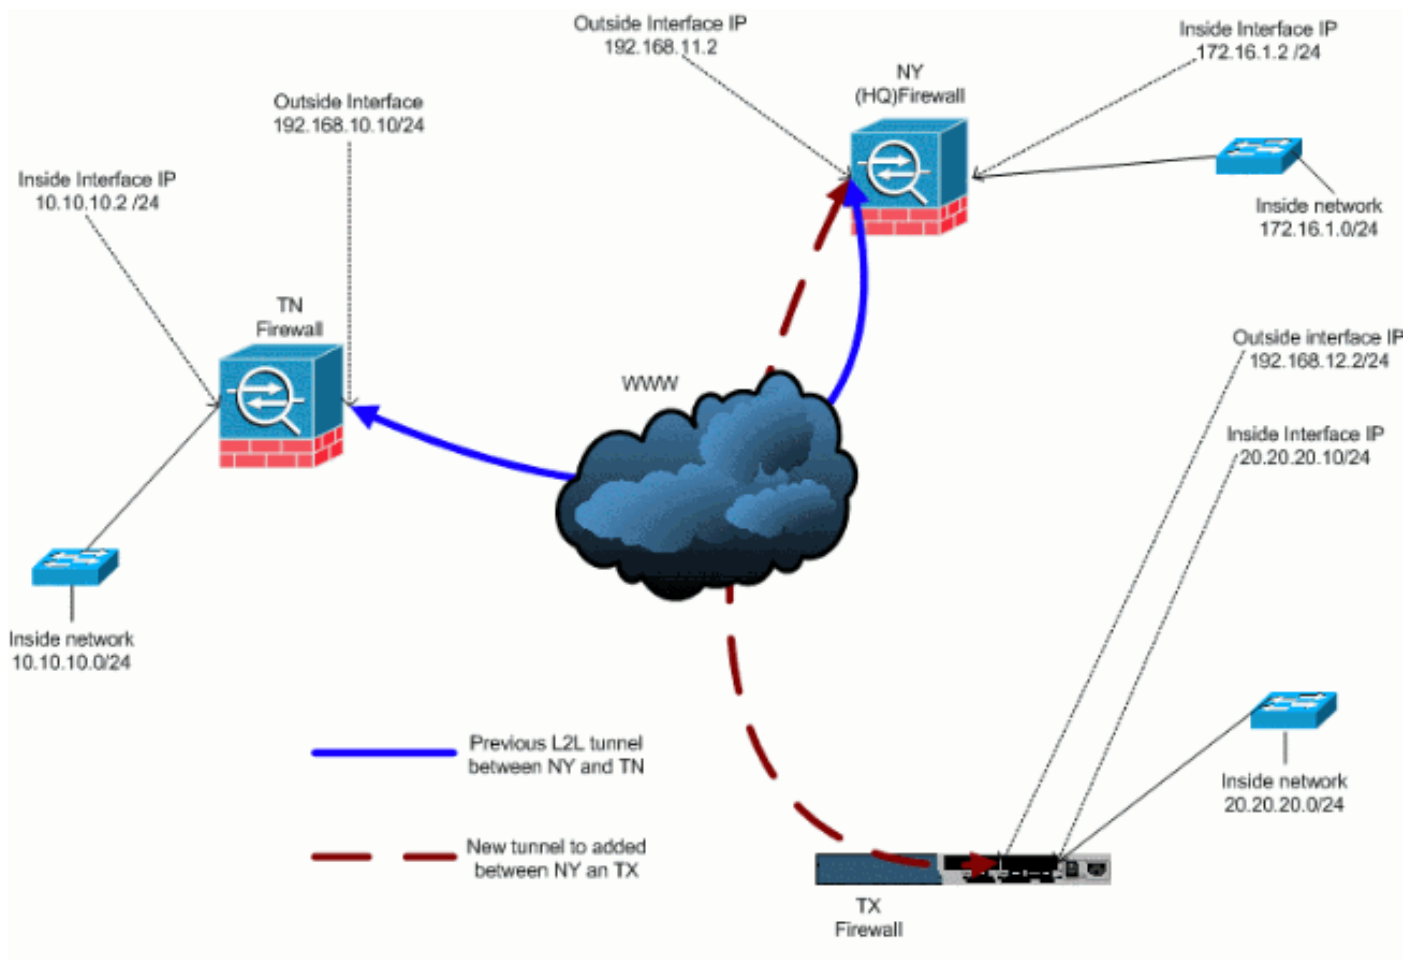 Outside Interface IP
192.168.11.2
Inside Interface IP
172.16.1.2 /24
NY
(HQ)Firewall
Outside Interface
192.168.10.10/24
Inside Interface IP
10.10.10.2 /24
Inside network
172.16.1.0/24
TN
Firewall
WWW
Outside interface IP
192.168.12.2/24
Inside Interface IP
20.20.20.10/24
Inside network
10.10.10.0/24
Previous L2L tunnel
between NY and TN
Inside network
20.20.20.0/24
New tunnel to added
between NY an TX
TX
Firewall